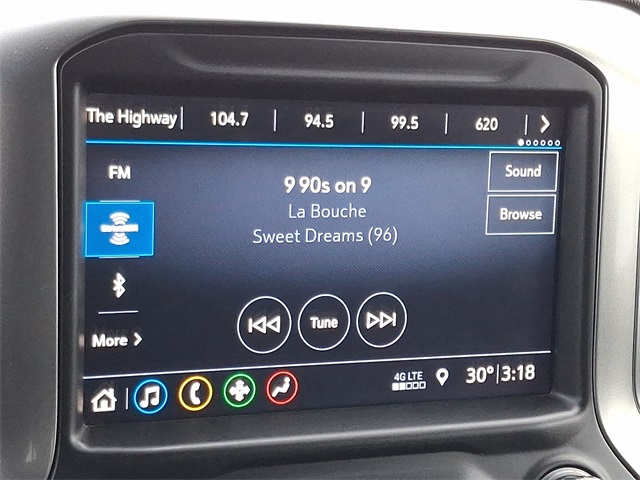 The Highway 104.7 94.5 99.5 620
FM
Sound
9 90s on 9
La Bouche
Browse
Sweet Dreams (96)
Tune
More
4G LTE
30° 3:18